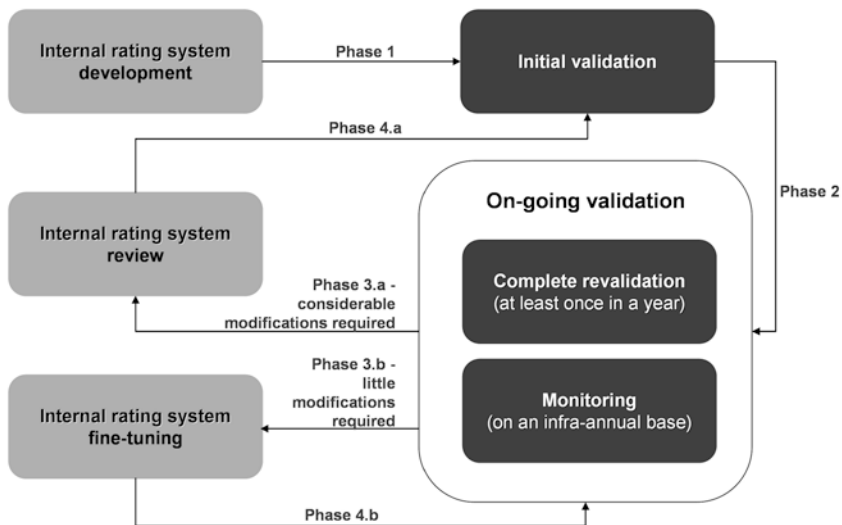 Internal rating system
development
Phase 1
Initial validation
Phase 4.a
Phase 2
Internal rating system
review
On-going validation
Complete revalidation
(at least once in a year)
Phase 3.a -
considerable
modifications required
Phase 3.b -
little
modifications
required
Monitoring
(on an infra-annual base)
Internal rating system
fine-tuning
Phase 4.b